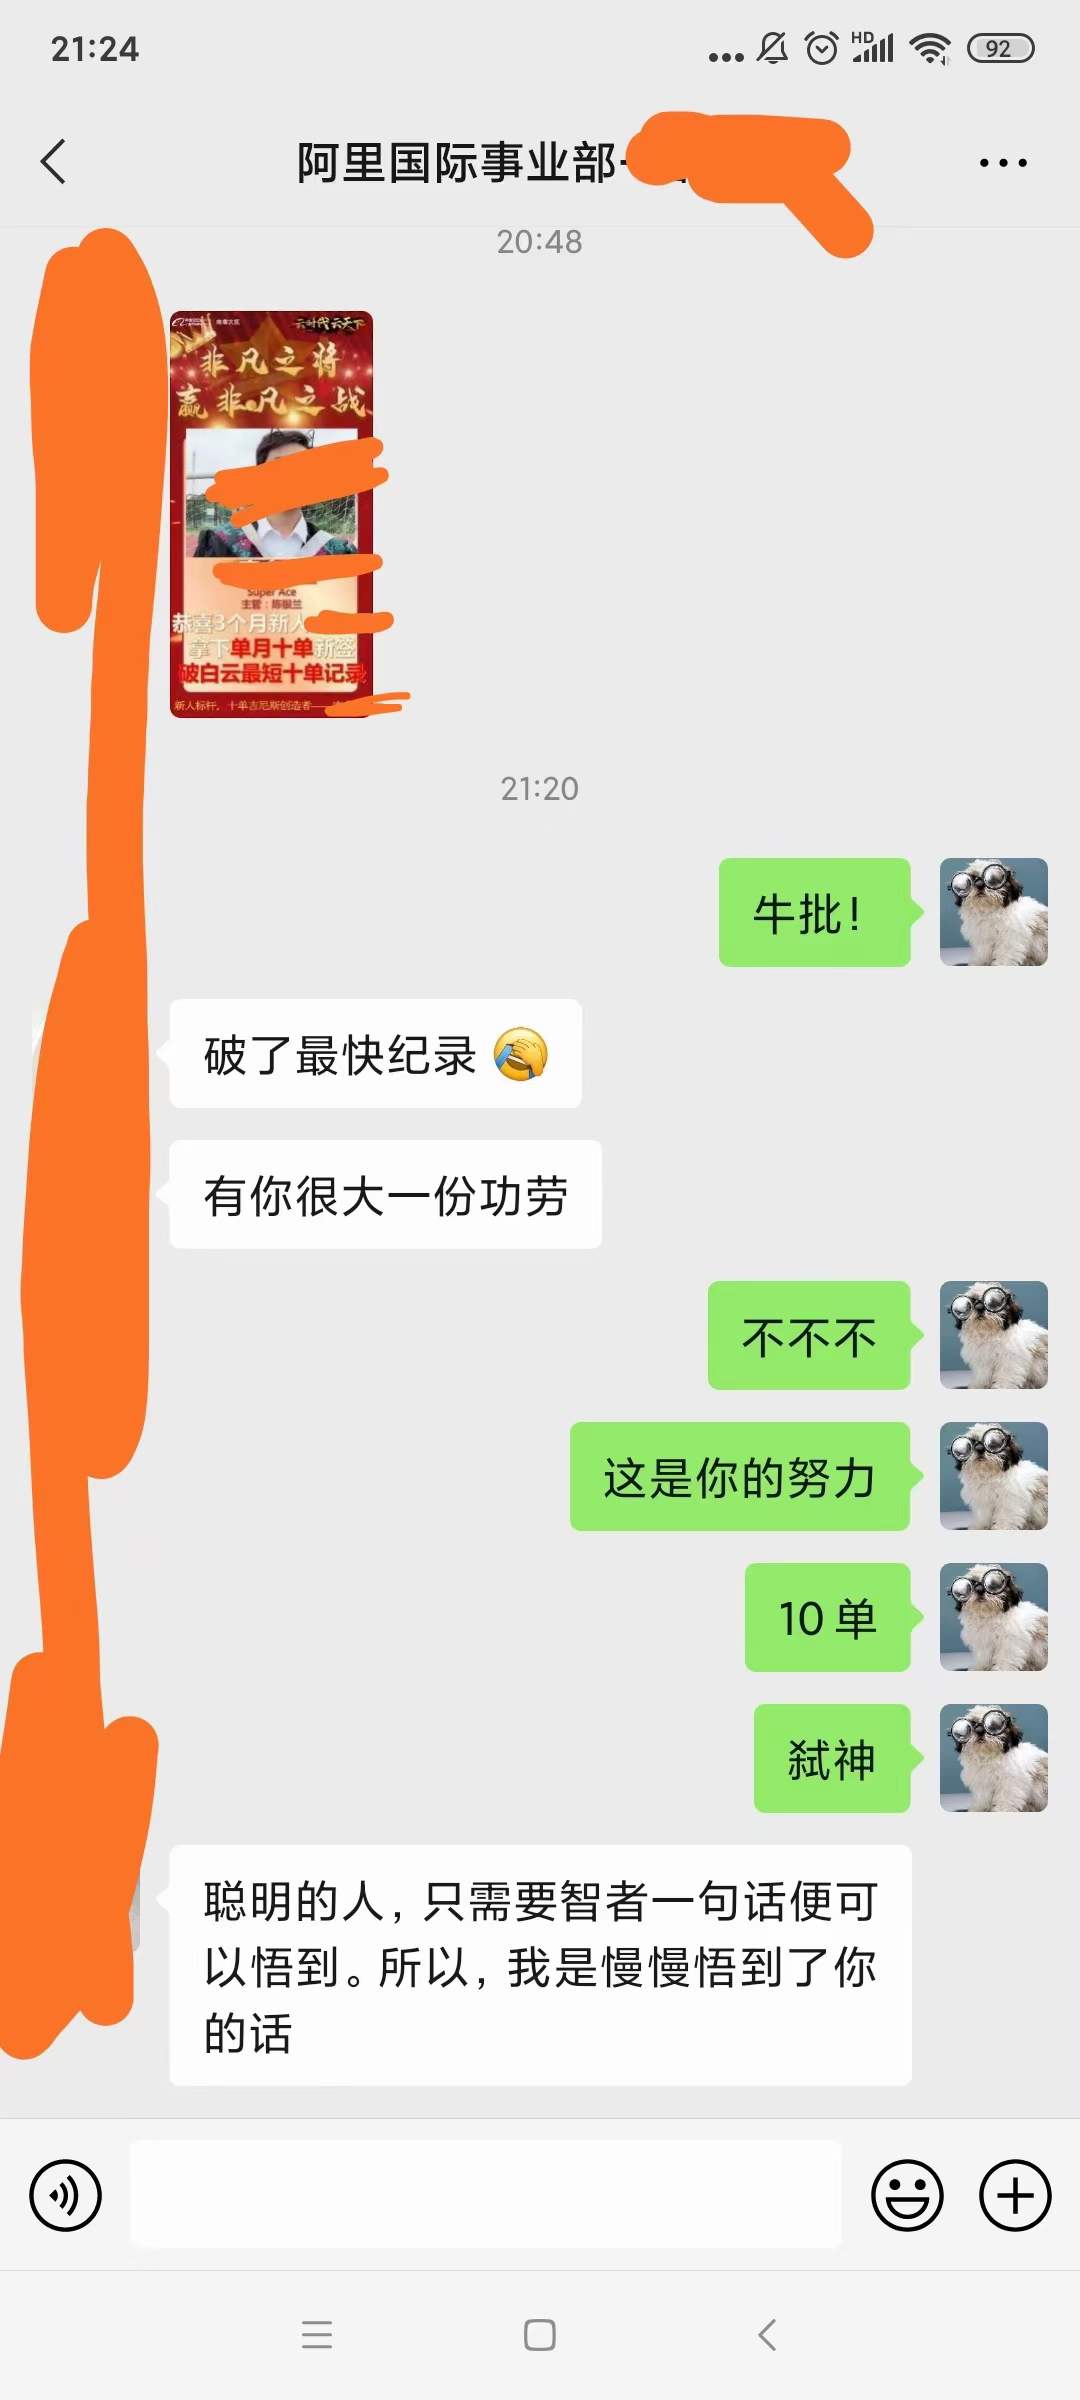 21:24
HD
92
阿里国际事业部-
20:48
云时代云天下
非凡之将
赢非凡之战
Super Ace
主管:陈银兰
恭喜3个月新人
拿下单月十单新签
破白云最短十单记录
新人标杆,十单吉尼斯创造者——
21:20
牛批!
破了最快纪录
有你很大一份功劳
不不不
这是你的努力
10 单
弑神
聪明的人,只需要智者一句话便可
以悟到。所以,我是慢慢悟到了你
的话